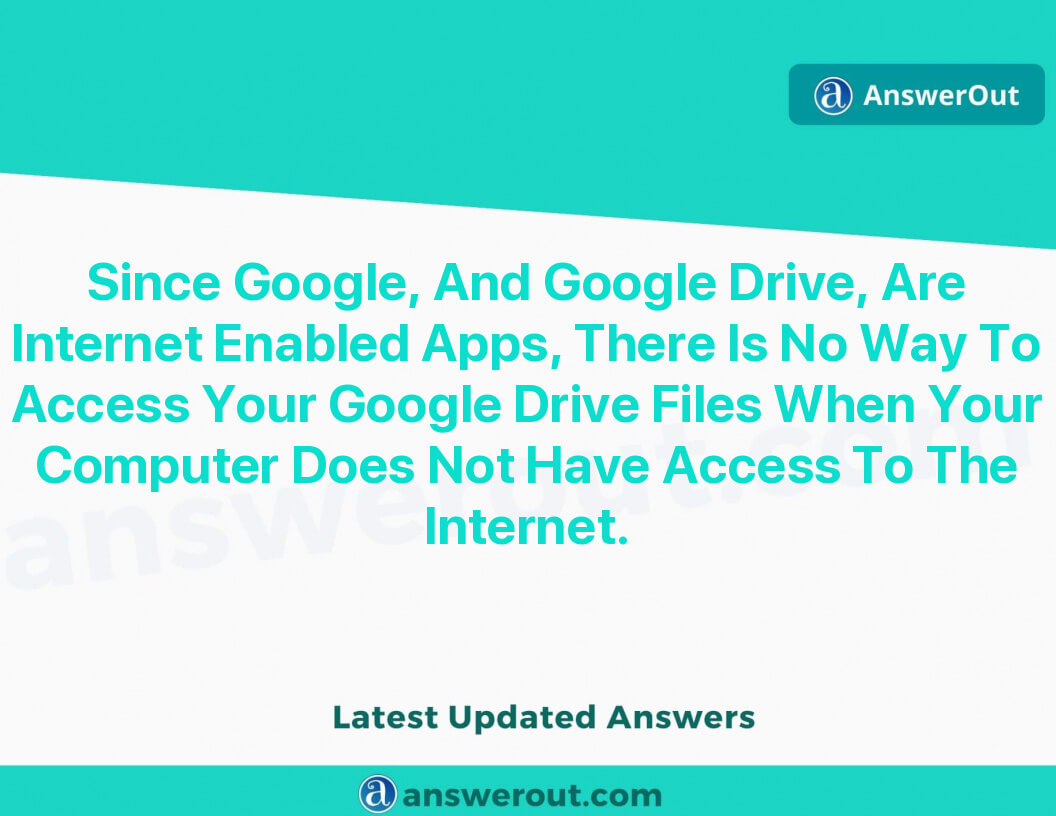 AnswerOut
Since Google, And Google Drive, Are
Internet Enabled Apps, There Is No Way To
Access Your Google Drive Files When Your
Computer Does Not Have Access To The
Internet.
answerout.com
Latest Updated Answers
answerout.com